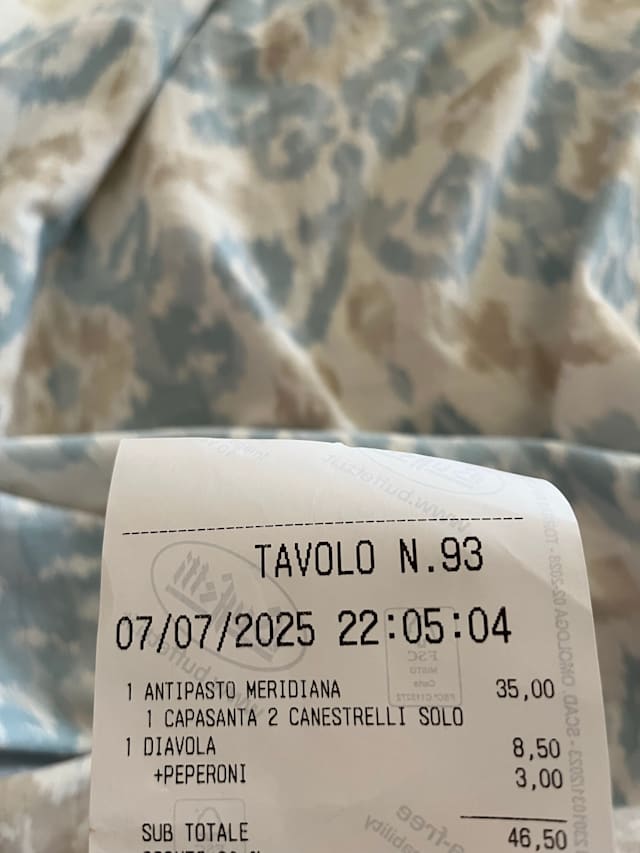 TAVOLO N.93
07/07/2025 22:05:04
1 ANTIPASTO MERIDIANA 35,00
1 CAPASANTA 2 CANESTRELLI SOLO
1 DIAVOLA 8,50
+PEPERONI 3,00
SUB TOTALE 46,50